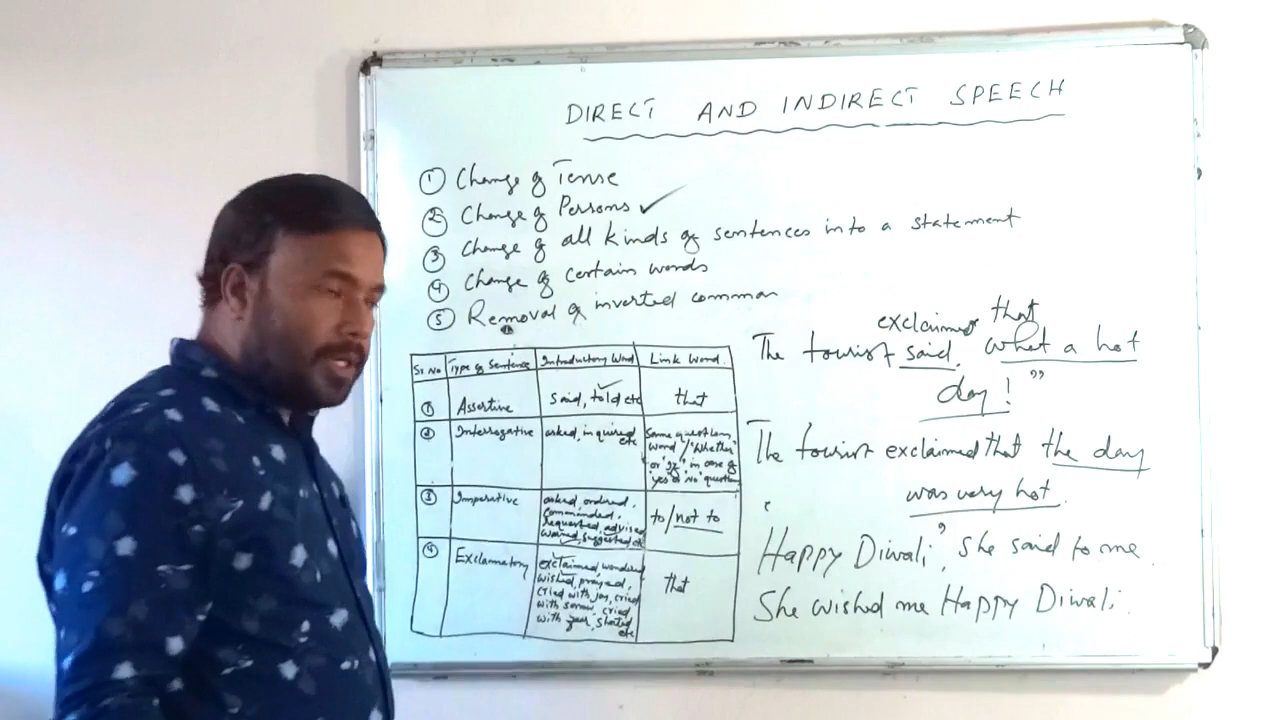 DIRECT AND INDIRECT SPEECH
① Change of Tense
② Change of Persons ✓
③ Change of all kinds of sentences into a statement
④ Change of certain words
⑤ Removal of inverted commas
Sr No
Type of Sentence
Introductory Word
Link Word.
①
Assertive
Said, told etc
that
②
Interrogative
asked, inquired
etc
Same question
word / "Whether"
or "if" in case of
'yes or No' question
③
Imperative
asked, ordered,
commanded,
requested, advised
warned, suggested etc
to/not to
④
Exclamatory
exclaimed, wondered
wished, prayed,
cried with joy, cried
with sorrow, cried
with fear, shouted
etc
that
exclaimed that
The tourist said, "What a hot
day!"
The tourist exclaimed that the day
was very hot.
'Happy Diwali', She said to me.
She wished me Happy Diwali.